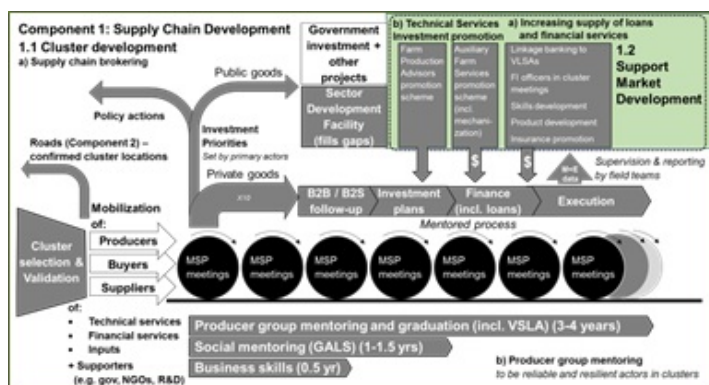 Component 1: Supply Chain Development
1.1 Cluster development
a) Supply chain brokering
Public goods
Policy actions
Roads (Component 2) –
confirmed cluster locations
Investment
Priorities
Set by primary actors
Private goods
X10
Government
investment +
other
projects
Sector
Development
Facility
(fills gaps)
b) Technical Services
Investment promotion
Farm
Production
Advisors
promotion
scheme
Auxiliary
Farm
Services
promotion
scheme
(incl.
mechani-
zation)
a) Increasing supply of loans
and financial services
Linkage banking to
VLSAs
FI officers in cluster
meetings
Skills development
Product development
Insurance promotion
1.2
Support
Market
Development
$
$
M+E
data
Supervision & reporting
by field teams
B2B / B2S
follow-up
Investment
plans
Finance
(incl. loans)
Execution
Mentored process
Cluster
selection &
Validation
Mobilization
of:
Producers
Buyers
Suppliers
of:
• Technical services
• Financial services
• Inputs
+ Supporters
(e.g. gov, NGOs, R&D)
MSP
meetings
MSP
meetings
MSP
meetings
MSP
meetings
MSP
meetings
MSP
meetings
MSP
meetings
Producer group mentoring and graduation (incl. VSLA) (3-4 years)
Social mentoring (GALS) (1-1.5 yrs)
Business skills (0.5 yr)
b) Producer group mentoring
to be reliable and resilient actors in clusters